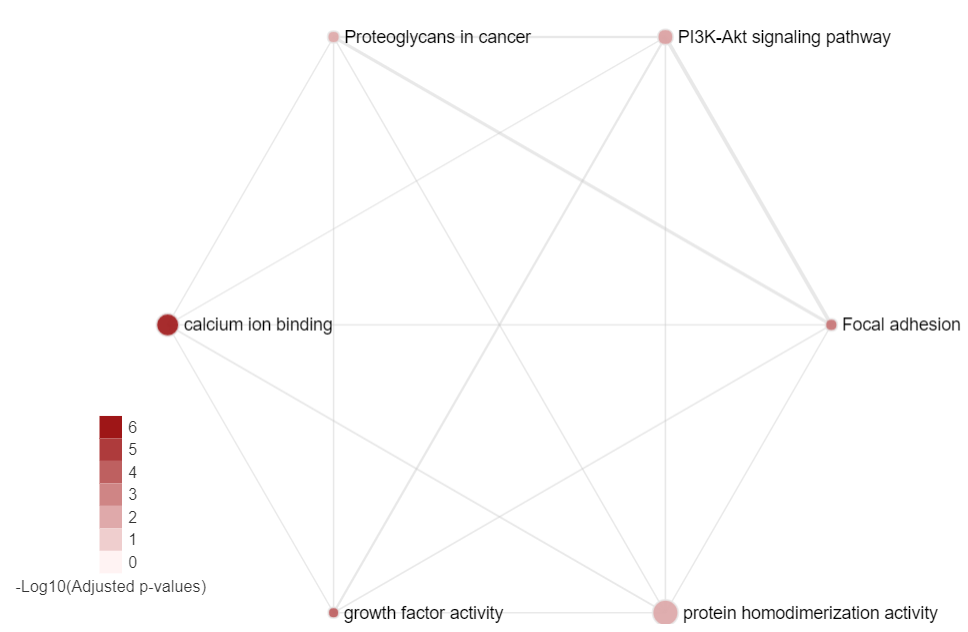 Proteoglycans in cancer
PI3K-Akt signaling pathway
calcium ion binding
Focal adhesion
6
5
4
3
2
1
0
-Log10(Adjusted p-values)
growth factor activity
protein homodimerization activity